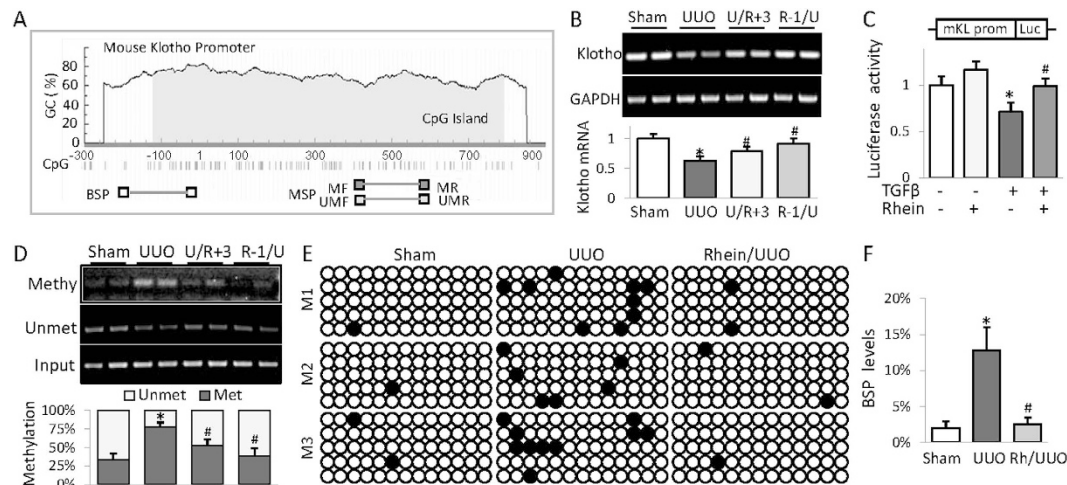 A
Mouse Klotho Promoter
GC (%)
80
60
40
20
0
CpG Island
CpG
-300 -100 0 100 300 500 700 900
BSP
MSP
MF MR
UMF UMR
B
Sham UUO U/R+3 R-1/U
Klotho
GAPDH
Klotho mRNA
1
0.5
0
* # #
Sham UUO U/R+3 R-1/U
C
mKL prom Luc
Luciferase activity
1
0.5
0
* #
TGFβ - - + +
Rhein - + - +
D
Sham UUO U/R+3 R-1/U
Methy
Unmet
Input
Unmet Met
Methylation
100%
75%
50%
25%
0%
* # #
E
Sham UUO Rhein/UUO
M1
M2
M3
F
BSP levels
20%
15%
10%
5%
0%
* #
Sham UUO Rh/UUO